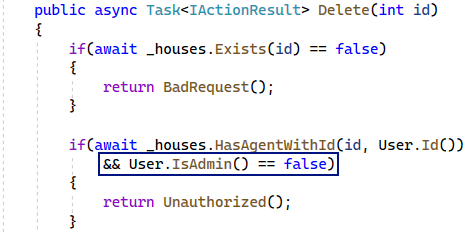 public async Task<IActionResult> Delete(int id)
{
if(await _houses.Exists(id) == false)
{
return BadRequest();
}
if(await _houses.HasAgentWithId(id, User.Id())
&& User.IsAdmin() == false)
{
return Unauthorized();
}